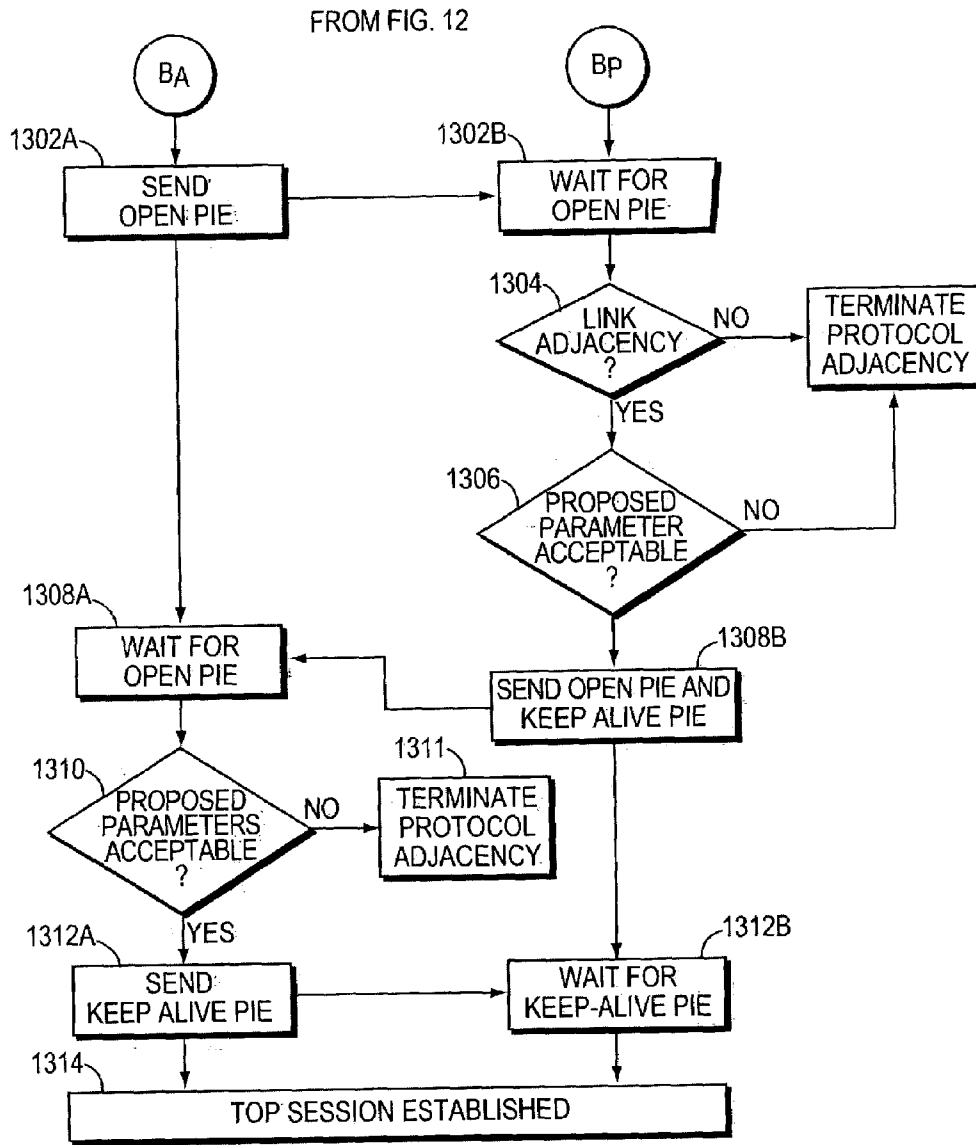 FROM FIG. 12
BA
BP
1302A
SEND
OPEN PIE
1302B
WAIT FOR
OPEN PIE
1304
LINK
ADJACENCY
?
NO
TERMINATE
PROTOCOL
ADJACENCY
YES
1306
PROPOSED
PARAMETER
ACCEPTABLE
?
NO
1308A
WAIT FOR
OPEN PIE
1308B
SEND OPEN PIE AND
KEEP ALIVE PIE
1310
PROPOSED
PARAMETERS
ACCEPTABLE
?
NO
1311
TERMINATE
PROTOCOL
ADJACENCY
YES
1312A
SEND
KEEP ALIVE PIE
1312B
WAIT FOR
KEEP-ALIVE PIE
1314
TOP SESSION ESTABLISHED